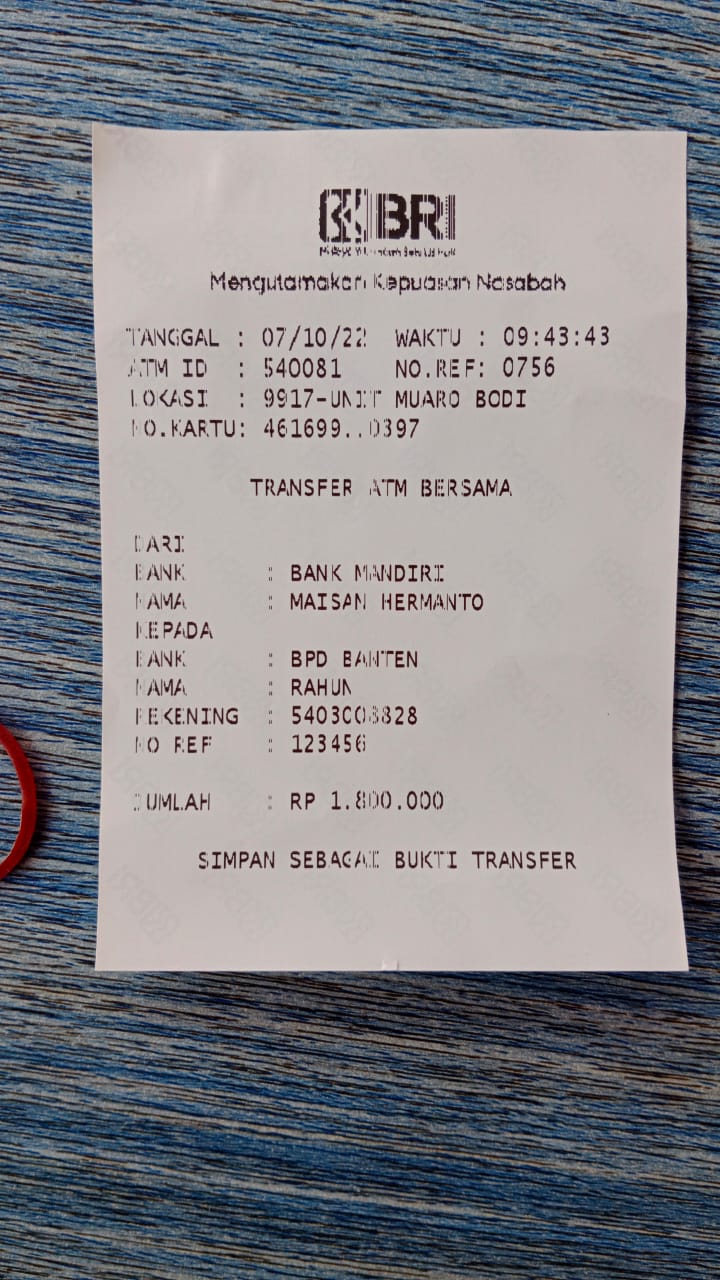 BRI
Mengutamakan Kepuasan Nasabah
TANGGAL : 07/10/22 WAKTU : 09:43:43
ATM ID : 540081 NO.REF: 0756
LOKASI : 9917-UNIT MUARO BODI
NO.KARTU: 461699..0397
TRANSFER ATM BERSAMA
DARI
BANK : BANK MANDIRI
NAMA : MAISAN HERMANTO
KEPADA
BANK : BPD BANTEN
NAMA : RAHUN
REKENING : 5403008828
NO REF : 123456
JUMLAH : RP 1.800.000
SIMPAN SEBAGAI BUKTI TRANSFER